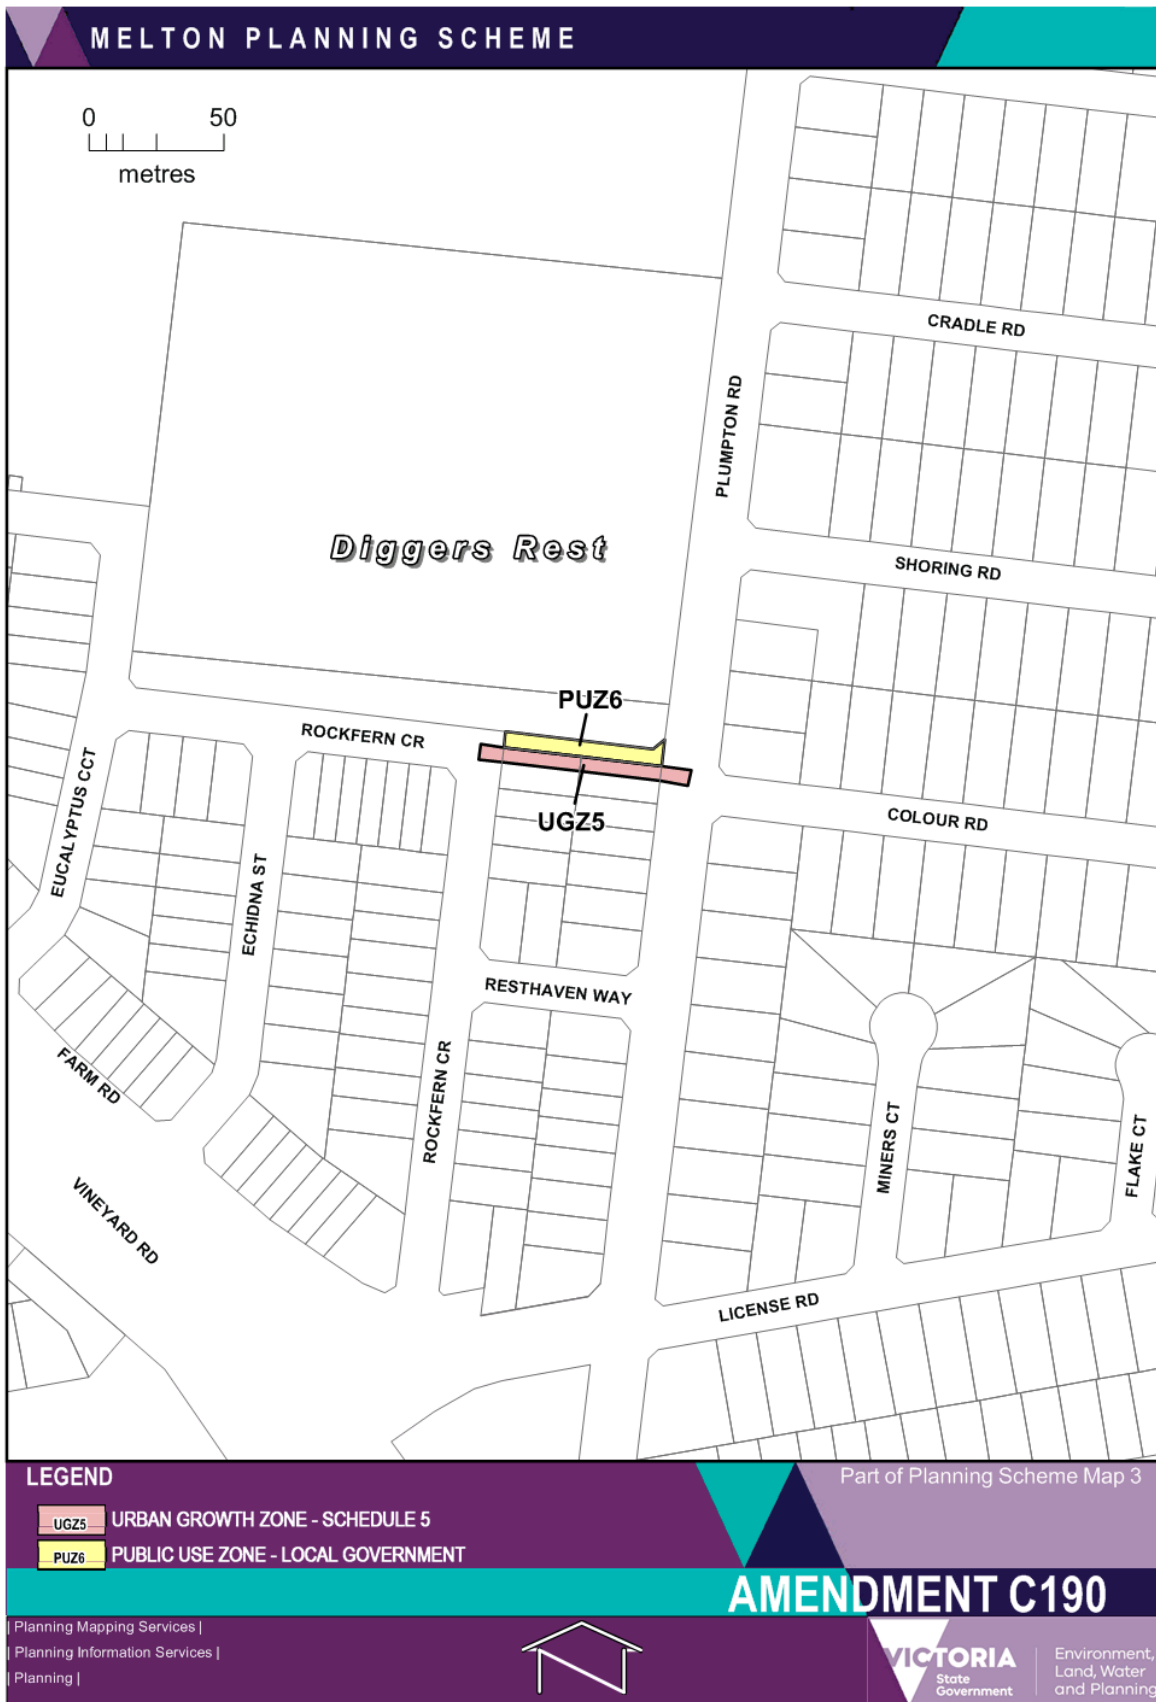 MELTON PLANNING SCHEME
0 50
metres
CRADLE RD
PLUMPTON RD
Diggers Rest
SHORING RD
PUZ6
ROCKFERN CR
EUCALYPTUS CCT
UGZ5
COLOUR RD
ECHIDNA ST
RESTHAVEN WAY
FARM RD
ROCKFERN CR
MINERS CT
FLAKE CT
VINEYARD RD
LICENSE RD
LEGEND
Part of Planning Scheme Map 3
UGZ5 URBAN GROWTH ZONE - SCHEDULE 5
PUZ6 PUBLIC USE ZONE - LOCAL GOVERNMENT
AMENDMENT C190
| Planning Mapping Services |
| Planning Information Services |
| Planning |
VICTORIA
State
Government
Environment,
Land, Water
and Planning